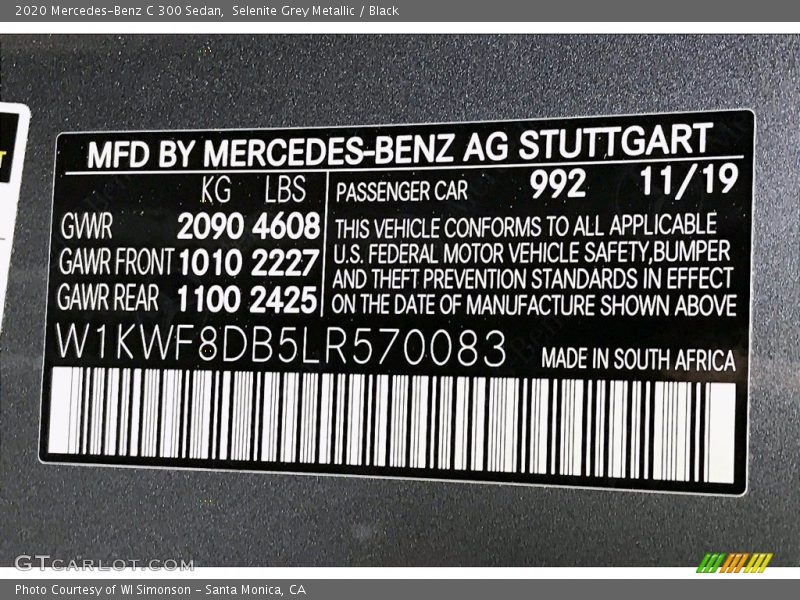 2020 Mercedes-Benz C 300 Sedan, Selenite Grey Metallic / Black
MFD BY MERCEDES-BENZ AG STUTTGART
KG LBS
GVWR 2090 4608
GAWR FRONT 1010 2227
GAWR REAR 1100 2425
PASSENGER CAR 992 11/19
THIS VEHICLE CONFORMS TO ALL APPLICABLE
U.S. FEDERAL MOTOR VEHICLE SAFETY,BUMPER
AND THEFT PREVENTION STANDARDS IN EFFECT
ON THE DATE OF MANUFACTURE SHOWN ABOVE
W1KWF8DB5LR570083
MADE IN SOUTH AFRICA
GTcarlot.com
Photo Courtesy of WI Simonson - Santa Monica, CA